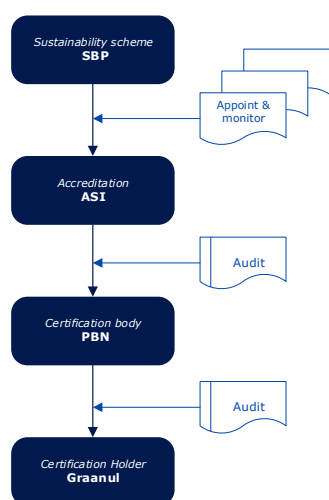 Sustainability scheme
SBP
Appoint &
monitor
Accreditation
ASI
Audit
Certification body
PBN
Audit
Certification Holder
Graanul